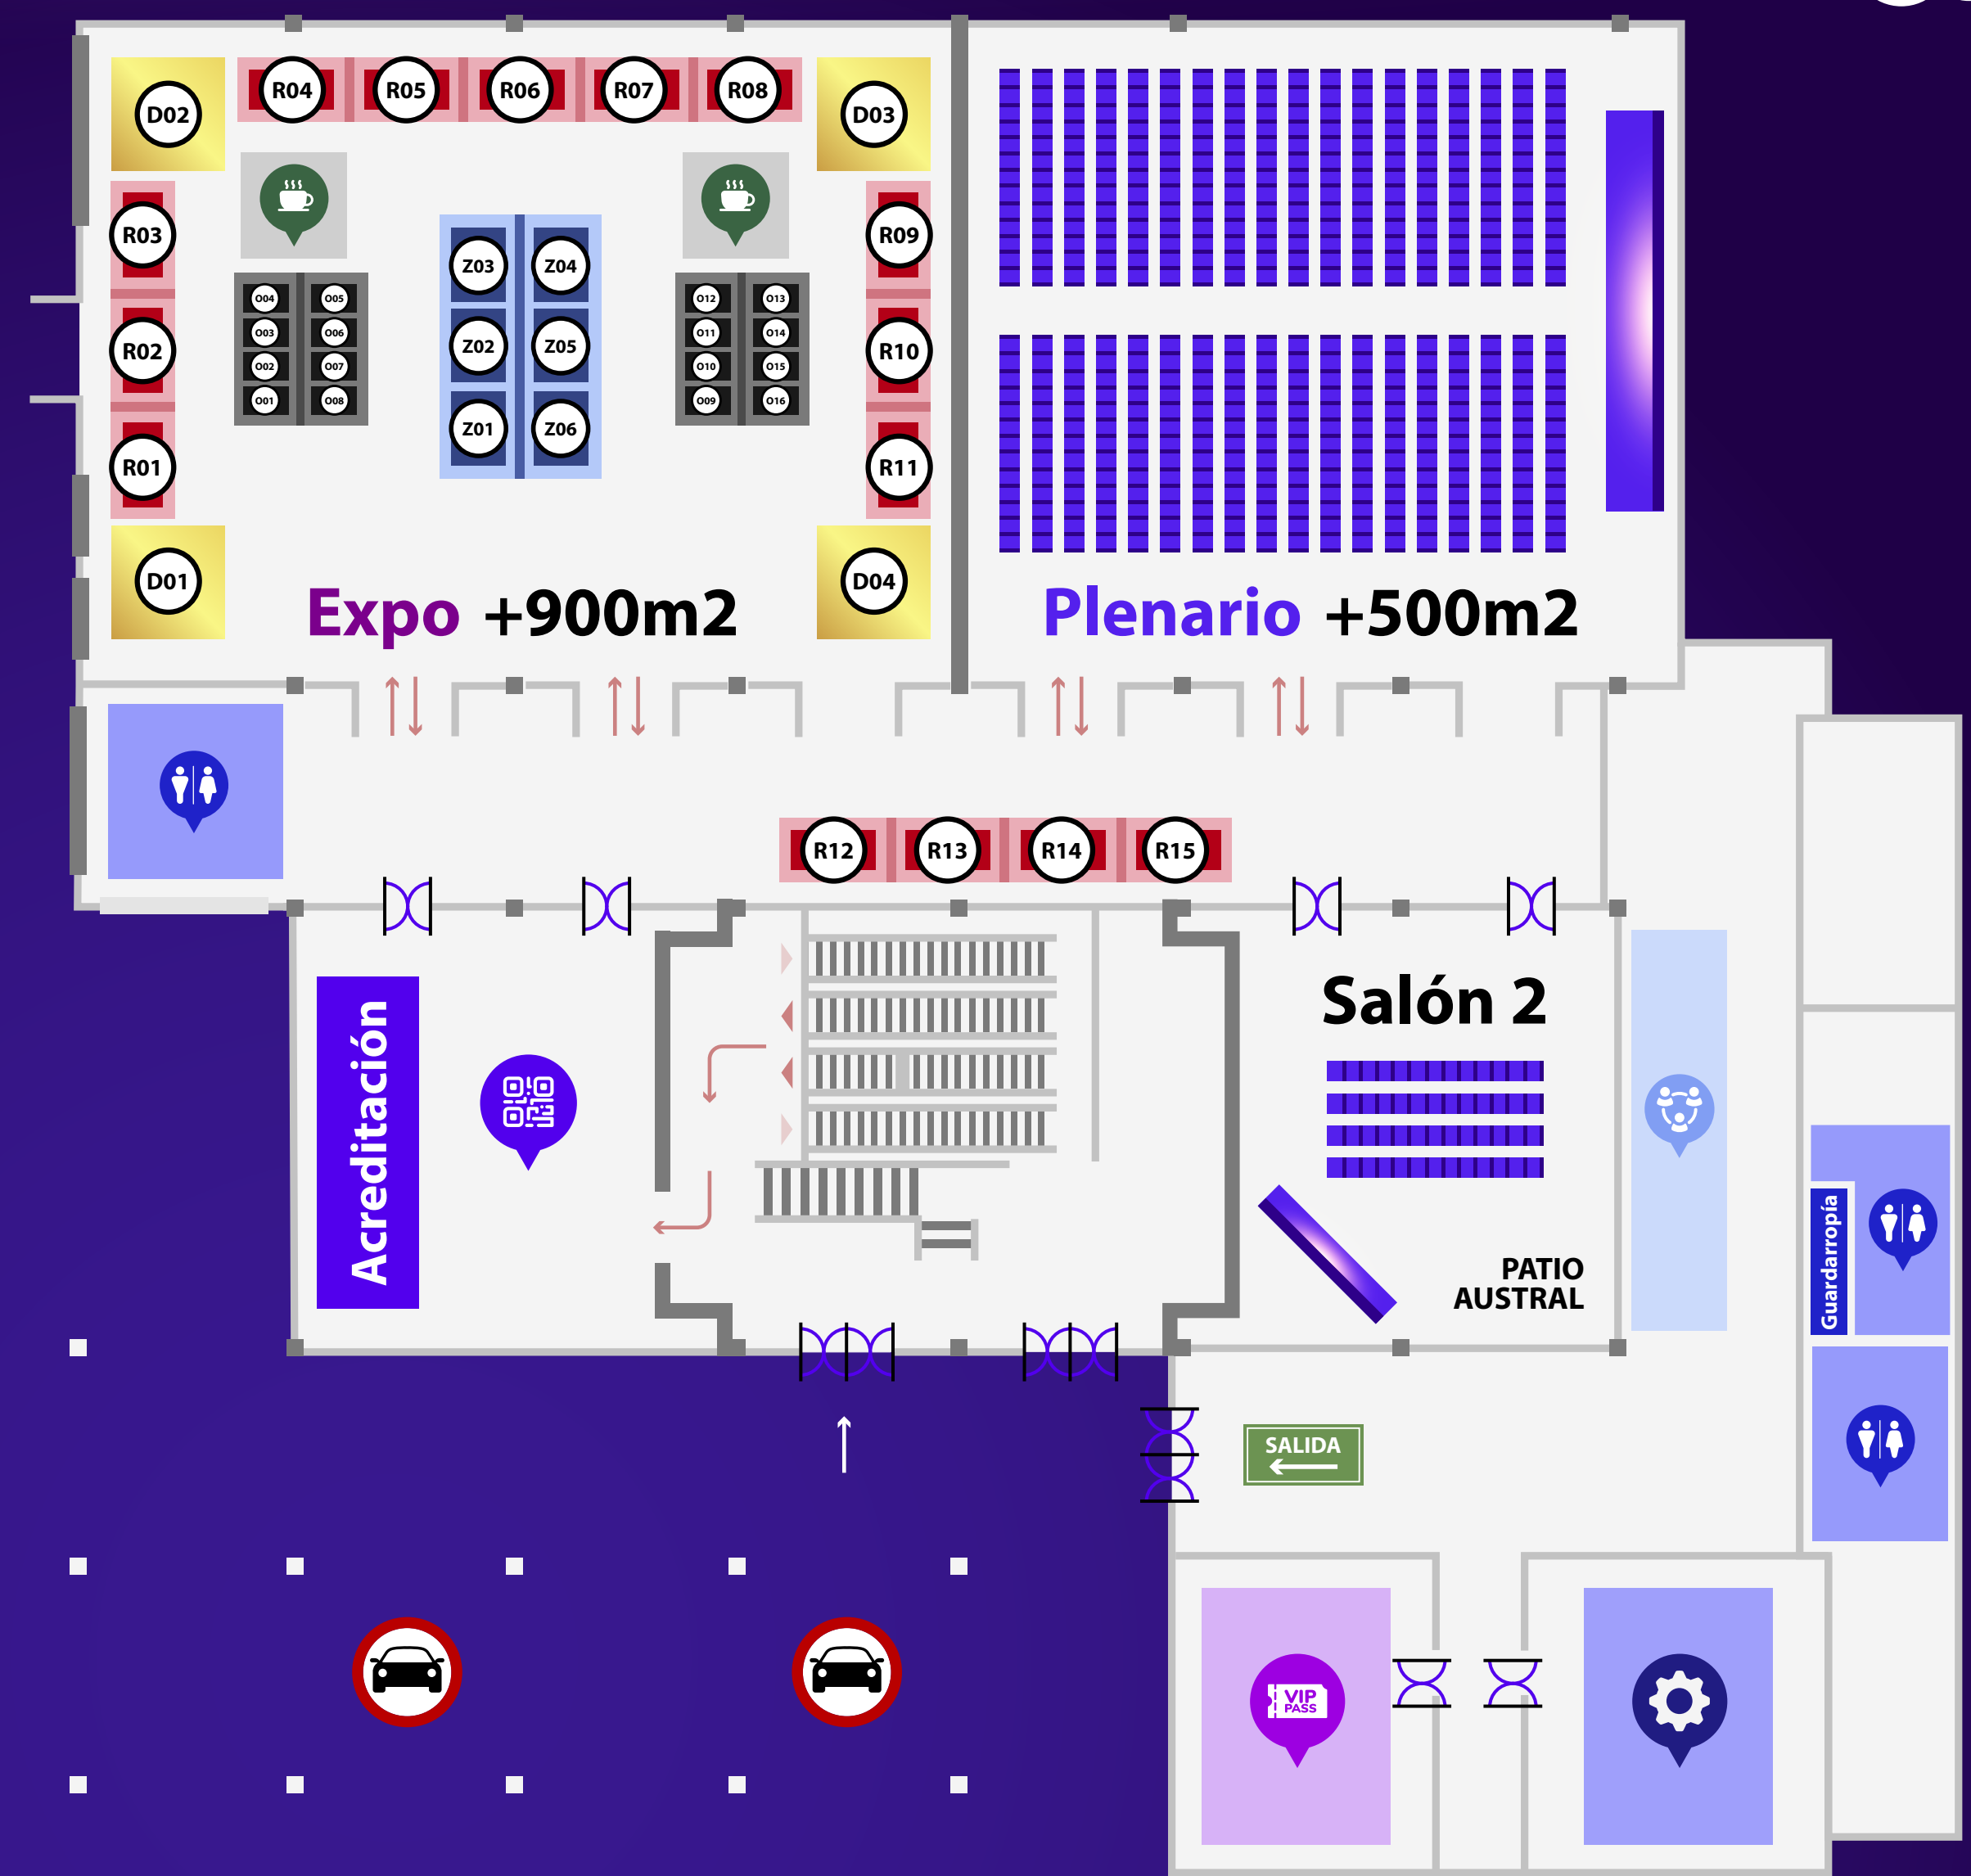 R04 R05 R06 R07 R08
D02 D03
R03 R09
Z03 Z04
O04 O05 O12 O13
O03 O06 O11 O14
R02 Z02 Z05 R10
O02 O07 O10 O15
O01 O08 O09 O16
Z01 Z06
R01 R11
D01 D04
Expo +900m2
Plenario +500m2
R12 R13 R14 R15
Acreditación
Salón 2
PATIO
AUSTRAL
Guardarropía
SALIDA
VIP
PASS